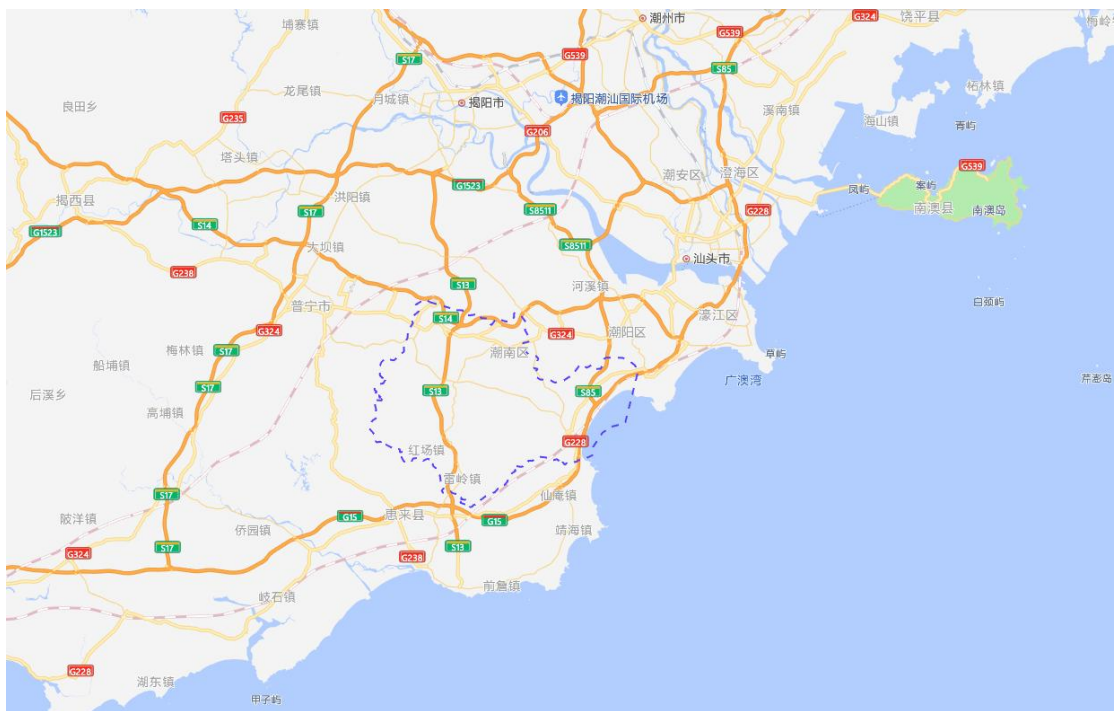 埔寨镇
潮州市
G324
饶平县
梅岭
G539
G539
S17
S85
龙尾镇
月城镇
揭阳市
揭阳潮汕国际机场
良田乡
溪南镇
柘林镇
G235
海山镇
青屿
G206
塔头镇
G539
潮安区
澄海区
揭西县
洪阳镇
G1523
凤屿
案屿
南澳县
南澳岛
S17
S8511
G228
S14
G1523
大坝镇
S8511
汕头市
G238
河溪镇
S13
白颈屿
普宁市
S14
G324
G324
潮阳区
濠江区
梅林镇
S17
潮南区
草屿
船埔镇
广澳湾
芹澎岛
后溪乡
S17
S13
S85
高埔镇
红场镇
G228
雷岭镇
S17
仙庵镇
陂洋镇
惠来县
G15
G15
侨园镇
靖海镇
G324
S17
G238
S13
前詹镇
岐石镇
G228
湖东镇
甲子屿